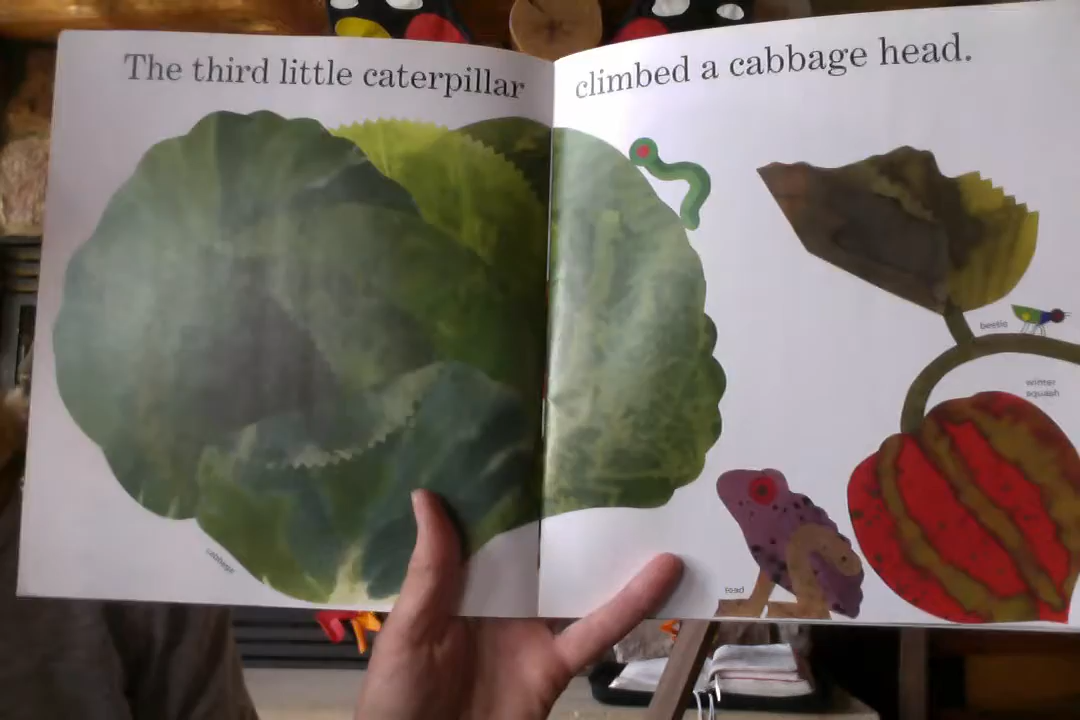 The third little caterpillar climbed a cabbage head.
beetle
winter
squash
cabbage
toad